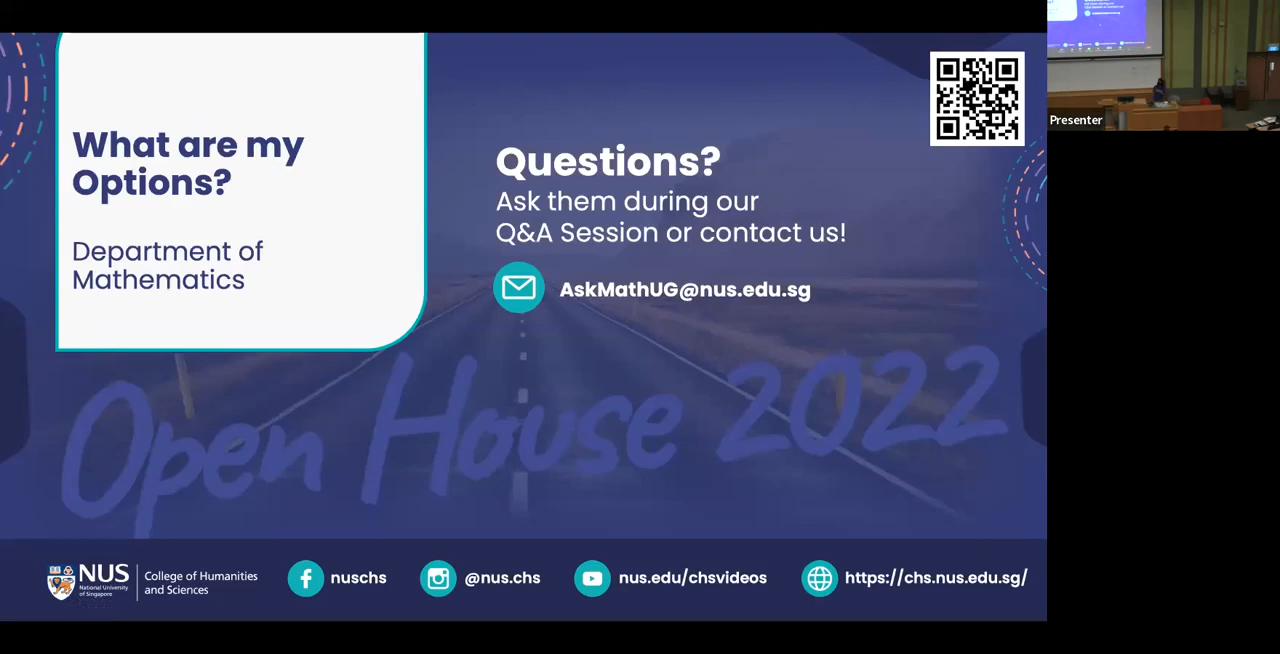 What are my
Options?
Department of
Mathematics
Questions?
Ask them during our
Q&A Session or contact us!
AskMathUG@nus.edu.sg
Open House 2022
NUS
National University
of Singapore
College of Humanities
and Sciences
nuschs
@nus.chs
nus.edu/chsvideos
https://chs.nus.edu.sg/
Presenter